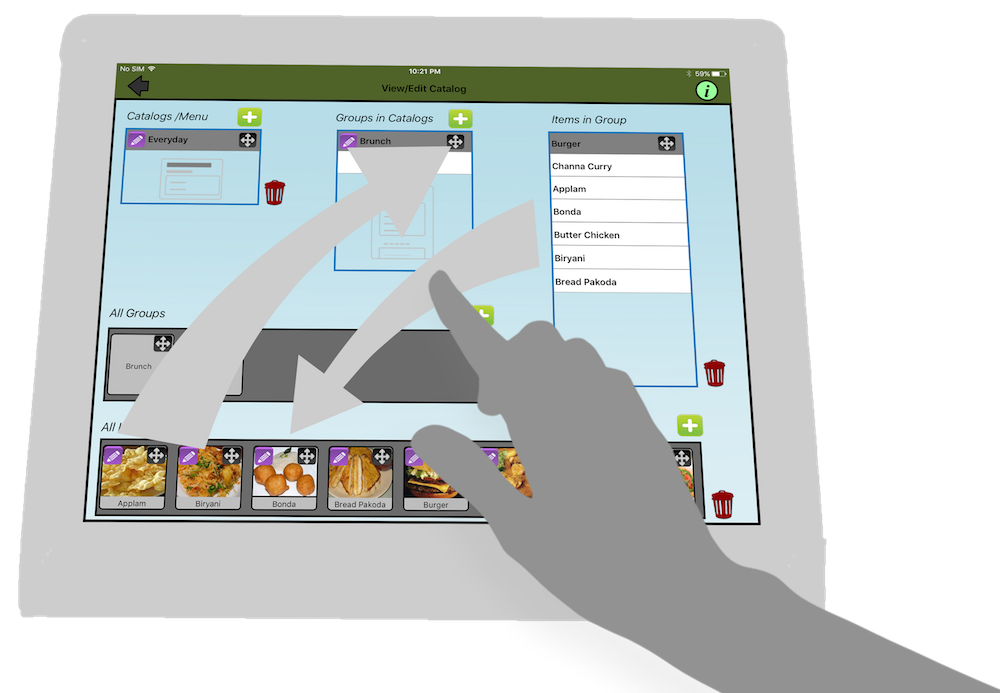 No SIM
10:21 PM
59%
View/Edit Catalog
i
Catalogs /Menu
Groups in Catalogs
Items in Group
Everyday
Brunch
Burger
Channa Curry
Applam
Bonda
Butter Chicken
Biryani
Bread Pakoda
All Groups
Brunch
All
Applam
Biryani
Bonda
Bread Pakoda
Burger